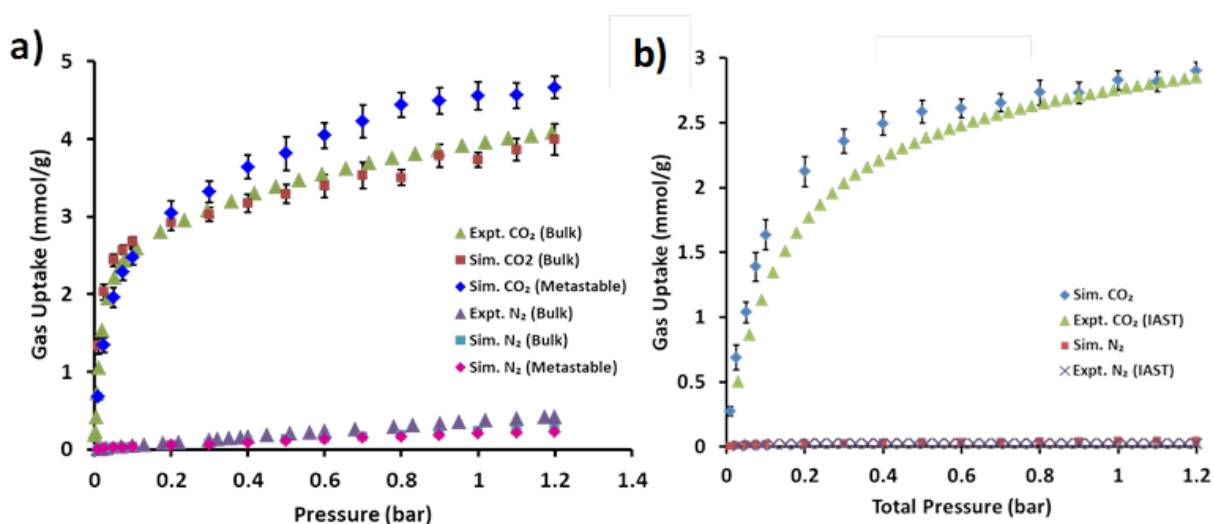 a)
Gas Uptake (mmol/g)
5
4
3
2
1
0
0 0.2 0.4 0.6 0.8 1 1.2 1.4
Pressure (bar)
Expt. CO₂ (Bulk)
Sim. CO2 (Bulk)
Sim. CO₂ (Metastable)
Expt. N₂ (Bulk)
Sim. N₂ (Bulk)
Sim. N₂ (Metastable)
b)
Gas Uptake (mmol/g)
3
2.5
2
1.5
1
0.5
0
0 0.2 0.4 0.6 0.8 1 1.2
Total Pressure (bar)
Sim. CO₂
Expt. CO₂ (IAST)
Sim. N₂
Expt. N₂ (IAST)